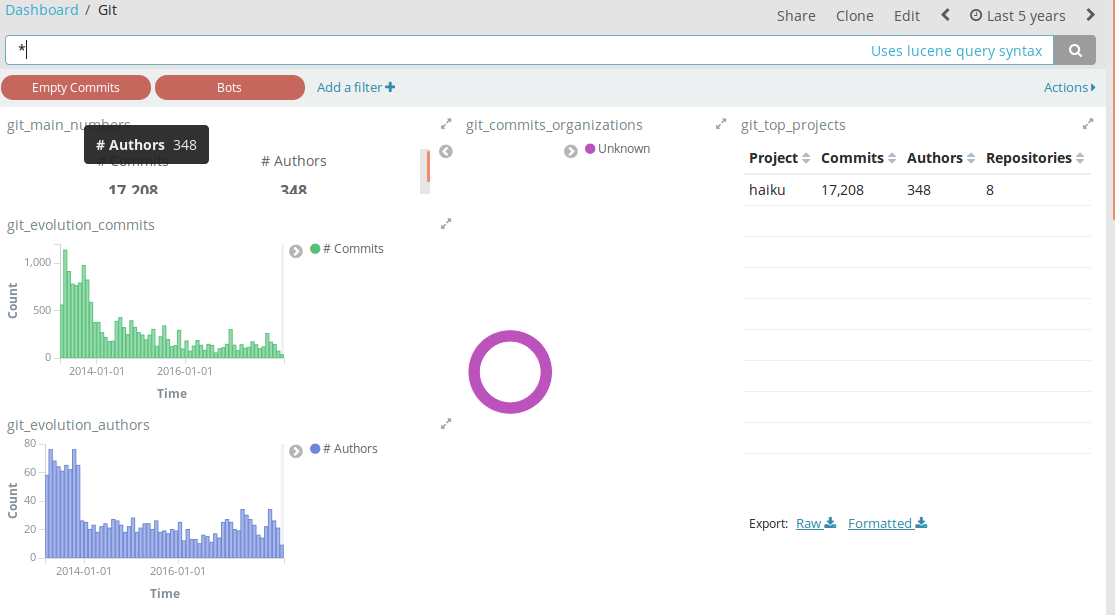 Dashboard / Git
Share Clone Edit Last 5 years
* Uses lucene query syntax
Empty Commits Bots Add a filter Actions
git_main_numbers
# Authors 348
# Commits # Authors
17,208 348
git_commits_organizations
Unknown
git_top_projects
Project Commits Authors Repositories
haiku 17,208 348 8
Export: Raw Formatted
git_evolution_commits
# Commits
Count
1,000
500
0
2014-01-01 2016-01-01
Time
git_evolution_authors
# Authors
Count
80
60
40
20
0
2014-01-01 2016-01-01
Time